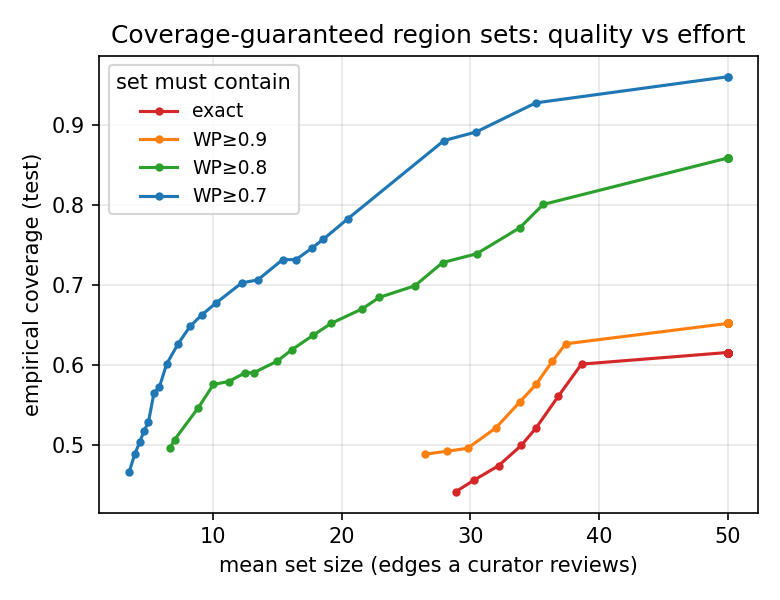 Coverage-guaranteed region sets: quality vs effort
set must contain
exact
WP≥0.9
WP≥0.8
WP≥0.7
empirical coverage (test)
0.9
0.8
0.7
0.6
0.5
10 20 30 40 50
mean set size (edges a curator reviews)